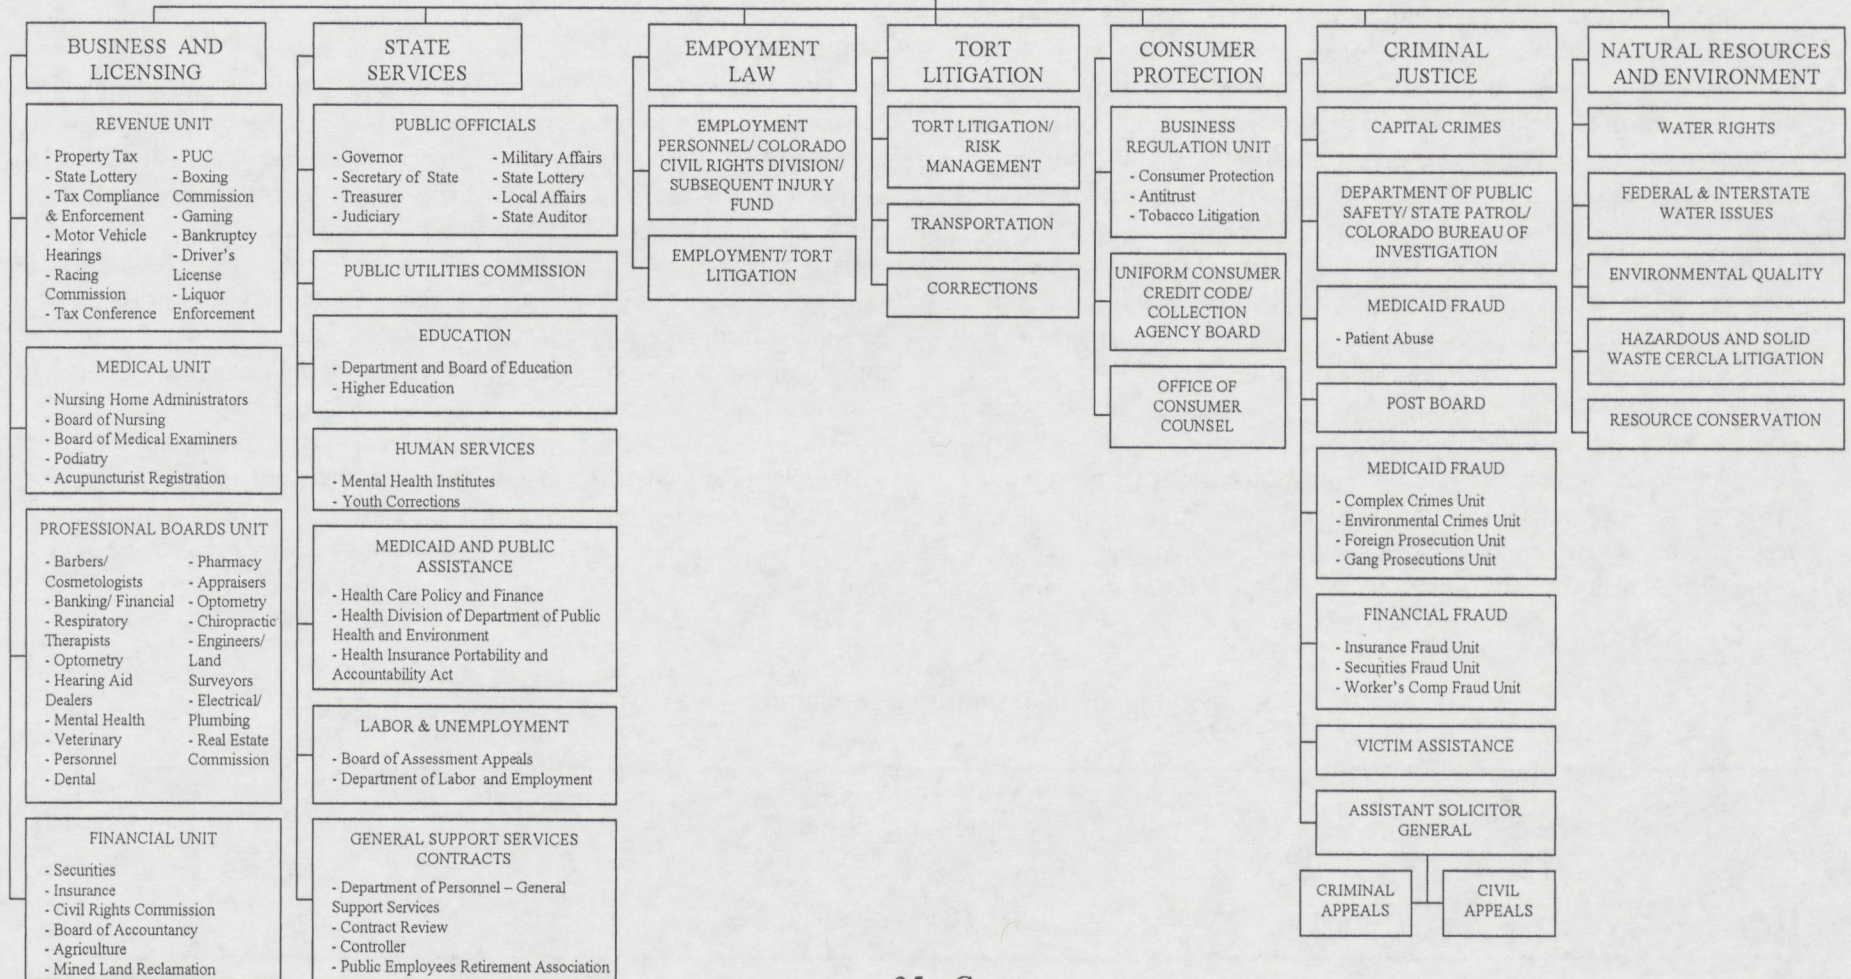 BUSINESS AND
LICENSING
REVENUE UNIT
- Property Tax
- State Lottery
- Tax Compliance
& Enforcement
- Motor Vehicle
Hearings
- Racing
Commission
- Tax Conference
- PUC
- Boxing
Commission
- Gaming
- Bankruptcy
- Driver's
License
- Liquor
Enforcement
MEDICAL UNIT
- Nursing Home Administrators
- Board of Nursing
- Board of Medical Examiners
- Podiatry
- Acupuncturist Registration
PROFESSIONAL BOARDS UNIT
- Barbers/
Cosmetologists
- Banking/ Financial
- Respiratory
Therapists
- Optometry
- Hearing Aid
Dealers
- Mental Health
- Veterinary
- Personnel
- Dental
- Pharmacy
- Appraisers
- Optometry
- Chiropractic
- Engineers/
Land
Surveyors
- Electrical/
Plumbing
- Real Estate
Commission
FINANCIAL UNIT
- Securities
- Insurance
- Civil Rights Commission
- Board of Accountancy
- Agriculture
- Mined Land Reclamation
STATE
SERVICES
PUBLIC OFFICIALS
- Governor
- Secretary of State
- Treasurer
- Judiciary
- Military Affairs
- State Lottery
- Local Affairs
- State Auditor
PUBLIC UTILITIES COMMISSION
EDUCATION
- Department and Board of Education
- Higher Education
HUMAN SERVICES
- Mental Health Institutes
- Youth Corrections
MEDICAID AND PUBLIC
ASSISTANCE
- Health Care Policy and Finance
- Health Division of Department of Public
Health and Environment
- Health Insurance Portability and
Accountability Act
LABOR & UNEMPLOYMENT
- Board of Assessment Appeals
- Department of Labor and Employment
GENERAL SUPPORT SERVICES
CONTRACTS
- Department of Personnel – General
Support Services
- Contract Review
- Controller
- Public Employees Retirement Association
EMPOYMENT
LAW
EMPLOYMENT
PERSONNEL/ COLORADO
CIVIL RIGHTS DIVISION/
SUBSEQUENT INJURY
FUND
EMPLOYMENT/ TORT
LITIGATION
TORT
LITIGATION
TORT LITIGATION/
RISK
MANAGEMENT
TRANSPORTATION
CORRECTIONS
CONSUMER
PROTECTION
BUSINESS
REGULATION UNIT
- Consumer Protection
- Antitrust
- Tobacco Litigation
UNIFORM CONSUMER
CREDIT CODE/
COLLECTION
AGENCY BOARD
OFFICE OF
CONSUMER
COUNSEL
CRIMINAL
JUSTICE
CAPITAL CRIMES
DEPARTMENT OF PUBLIC
SAFETY/ STATE PATROL/
COLORADO BUREAU OF
INVESTIGATION
MEDICAID FRAUD
- Patient Abuse
POST BOARD
MEDICAID FRAUD
- Complex Crimes Unit
- Environmental Crimes Unit
- Foreign Prosecution Unit
- Gang Prosecutions Unit
FINANCIAL FRAUD
- Insurance Fraud Unit
- Securities Fraud Unit
- Worker's Comp Fraud Unit
VICTIM ASSISTANCE
ASSISTANT SOLICITOR
GENERAL
CRIMINAL
APPEALS
CIVIL
APPEALS
NATURAL RESOURCES
AND ENVIRONMENT
WATER RIGHTS
FEDERAL & INTERSTATE
WATER ISSUES
ENVIRONMENTAL QUALITY
HAZARDOUS AND SOLID
WASTE CERCLA LITIGATION
RESOURCE CONSERVATION